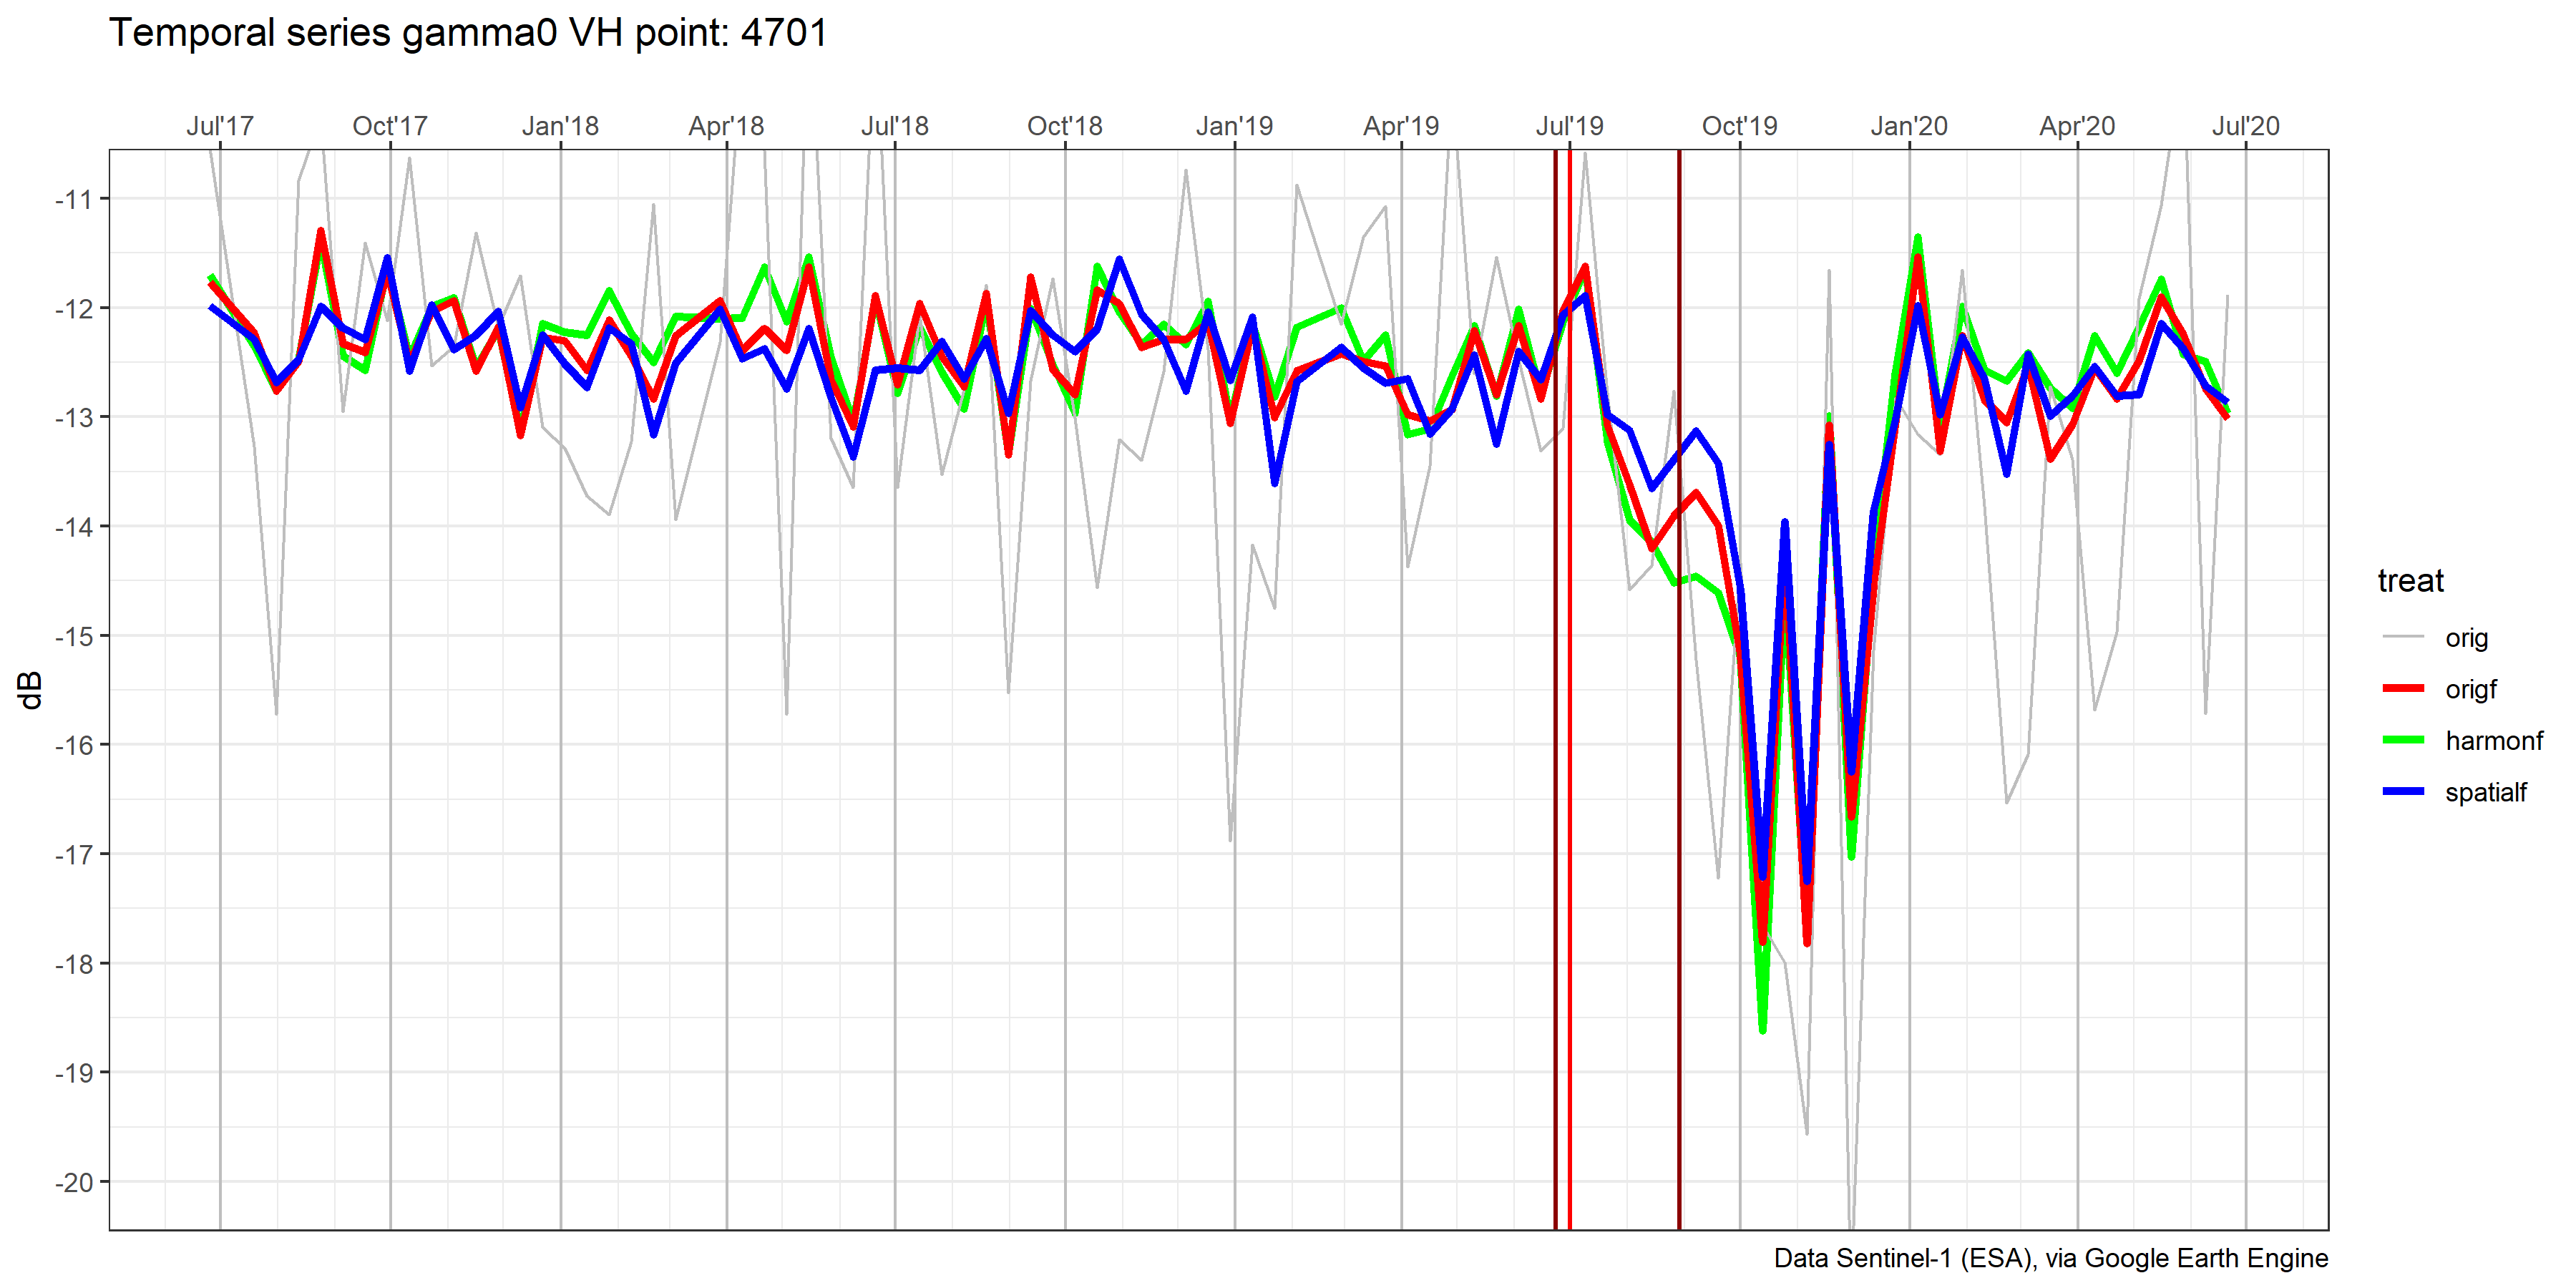 Temporal series gamma0 VH point: 4701
Jul'17 Oct'17 Jan'18 Apr'18 Jul'18 Oct'18 Jan'19 Apr'19 Jul'19 Oct'19 Jan'20 Apr'20 Jul'20
-11
-12
-13
-14
-15
-16
-17
-18
-19
-20
dB
treat
orig
origf
harmonf
spatialf
Data Sentinel-1 (ESA), via Google Earth Engine